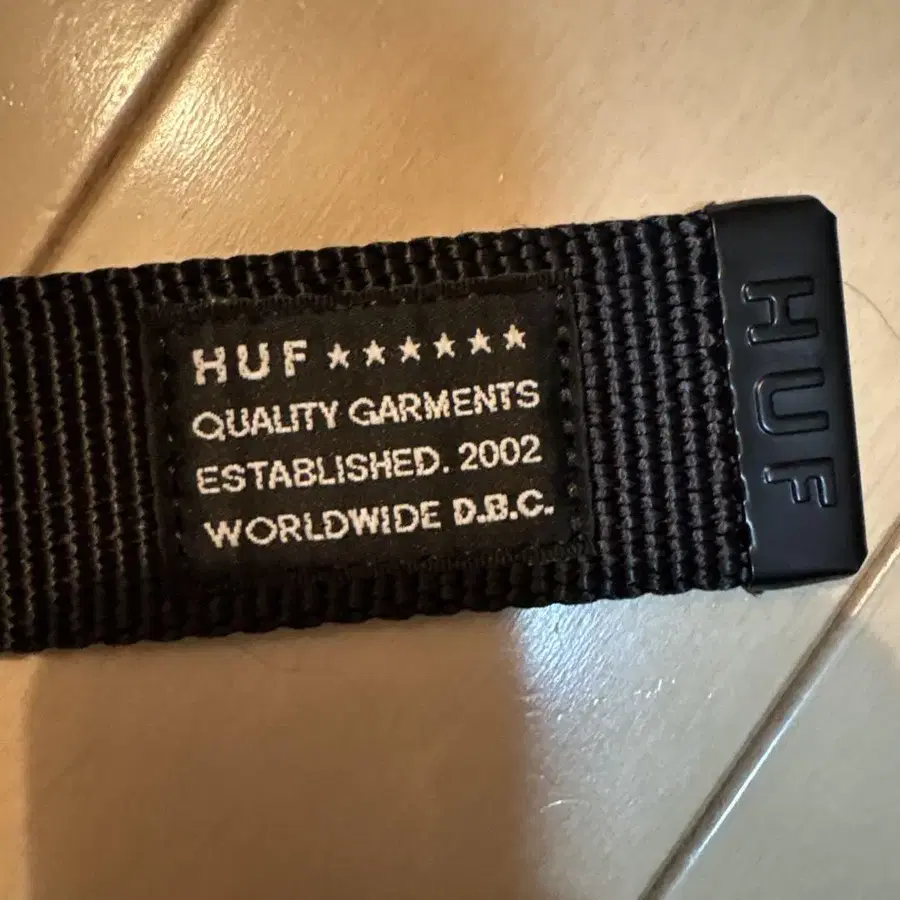 HUF ★★★★★★
QUALITY GARMENTS
ESTABLISHED. 2002
WORLDWIDE D.B.C.
HUF